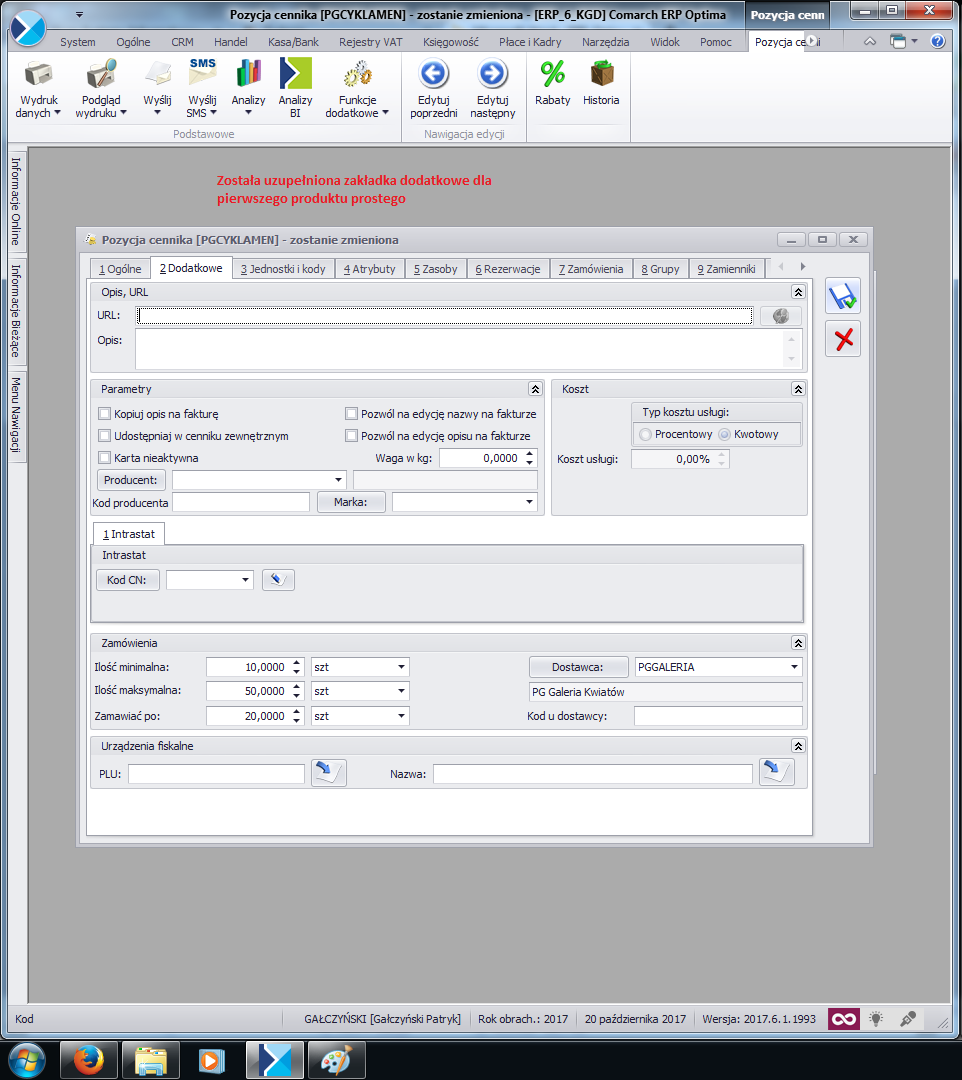 Pozycja cennika [PGCYKLAMEN] - zostanie zmieniona - [ERP_6_KGD] Comarch ERP Optima
Pozycja cenn
System Ogólne CRM Handel Kasa/Bank Rejestry VAT Księgowość Płace i Kadry Narzędzia Widok Pomoc
Wydruk danych
Podgląd wydruku
Wyślij
SMS
Wyślij SMS
Analizy
Analizy BI
Funkcje dodatkowe
Edytuj poprzedni
Edytuj następny
Rabaty
Historia
Podstawowe
Nawigacja edycji
Informacje Online
Informacje Bieżące
Menu Nawigacji
Została uzupełniona zakładka dodatkowe dla
pierwszego produktu prostego
Pozycja cennika [PGCYKLAMEN] - zostanie zmieniona
1 Ogólne 2 Dodatkowe 3 Jednostki i kody 4 Atrybuty 5 Zasoby 6 Rezerwacje 7 Zamówienia 8 Grupy 9 Zamienniki
Opis, URL
URL:
Opis:
Parametry
Kopiuj opis na fakturę
Pozwól na edycję nazwy na fakturze
Udostępniaj w cenniku zewnętrznym
Pozwól na edycję opisu na fakturze
Karta nieaktywna
Waga w kg: 0,0000
Producent:
Kod producenta
Marka:
Koszt
Typ kosztu usługi:
Procentowy Kwotowy
Koszt usługi: 0,00%
1 Intrastat
Intrastat
Kod CN:
Zamówienia
Ilość minimalna: 10,0000 szt
Dostawca: PGGALERIA
Ilość maksymalna: 50,0000 szt
PG Galeria Kwiatów
Zamawiać po: 20,0000 szt
Kod u dostawcy:
Urządzenia fiskalne
PLU:
Nazwa:
Kod
GAŁCZYŃSKI [Gałczyński Patryk]
Rok obrach.: 2017
20 października 2017
Wersja: 2017.6.1.1993